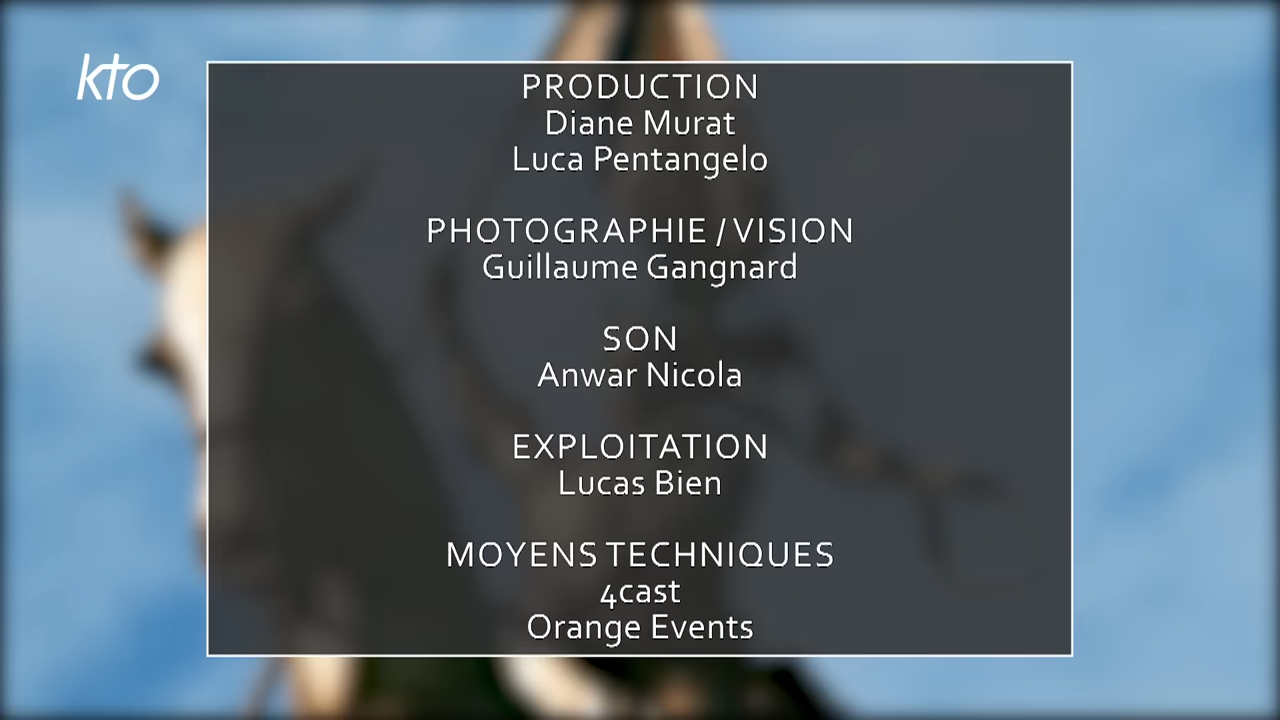 kto
PRODUCTION
Diane Murat
Luca Pentangelo
PHOTOGRAPHIE / VISION
Guillaume Gangnard
SON
Anwar Nicola
EXPLOITATION
Lucas Bien
MOYENS TECHNIQUES
4cast
Orange Events